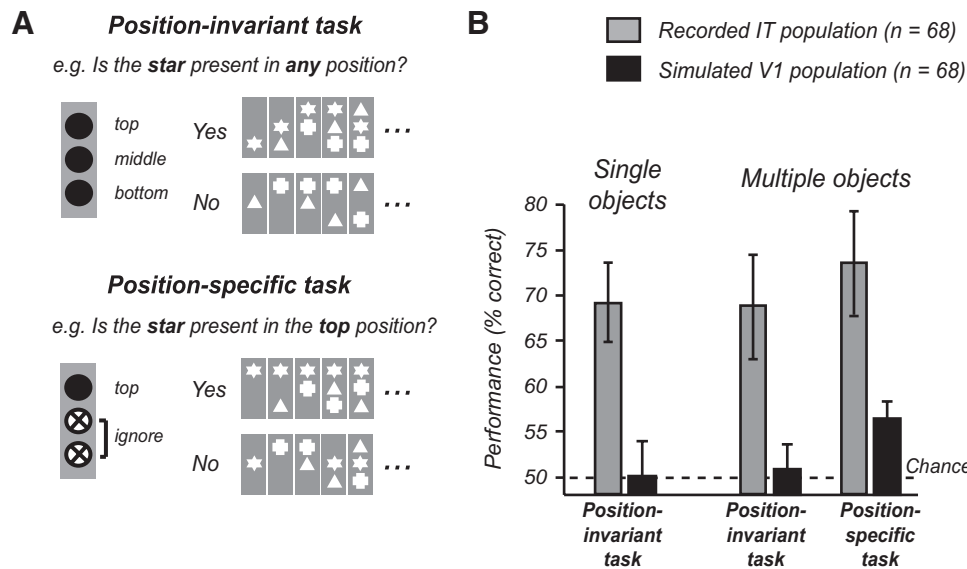 A
Position-invariant task
e.g. Is the star present in any position?
top
middle
bottom
Yes
...
No
...
Position-specific task
e.g. Is the star present in the top position?
top
ignore
Yes
...
No
...
B
Recorded IT population (n = 68)
Simulated V1 population (n = 68)
Single
objects
Multiple objects
Performance (% correct)
80
75
70
65
60
55
50
Chance
Position-
invariant
task
Position-
invariant
task
Position-
specific
task